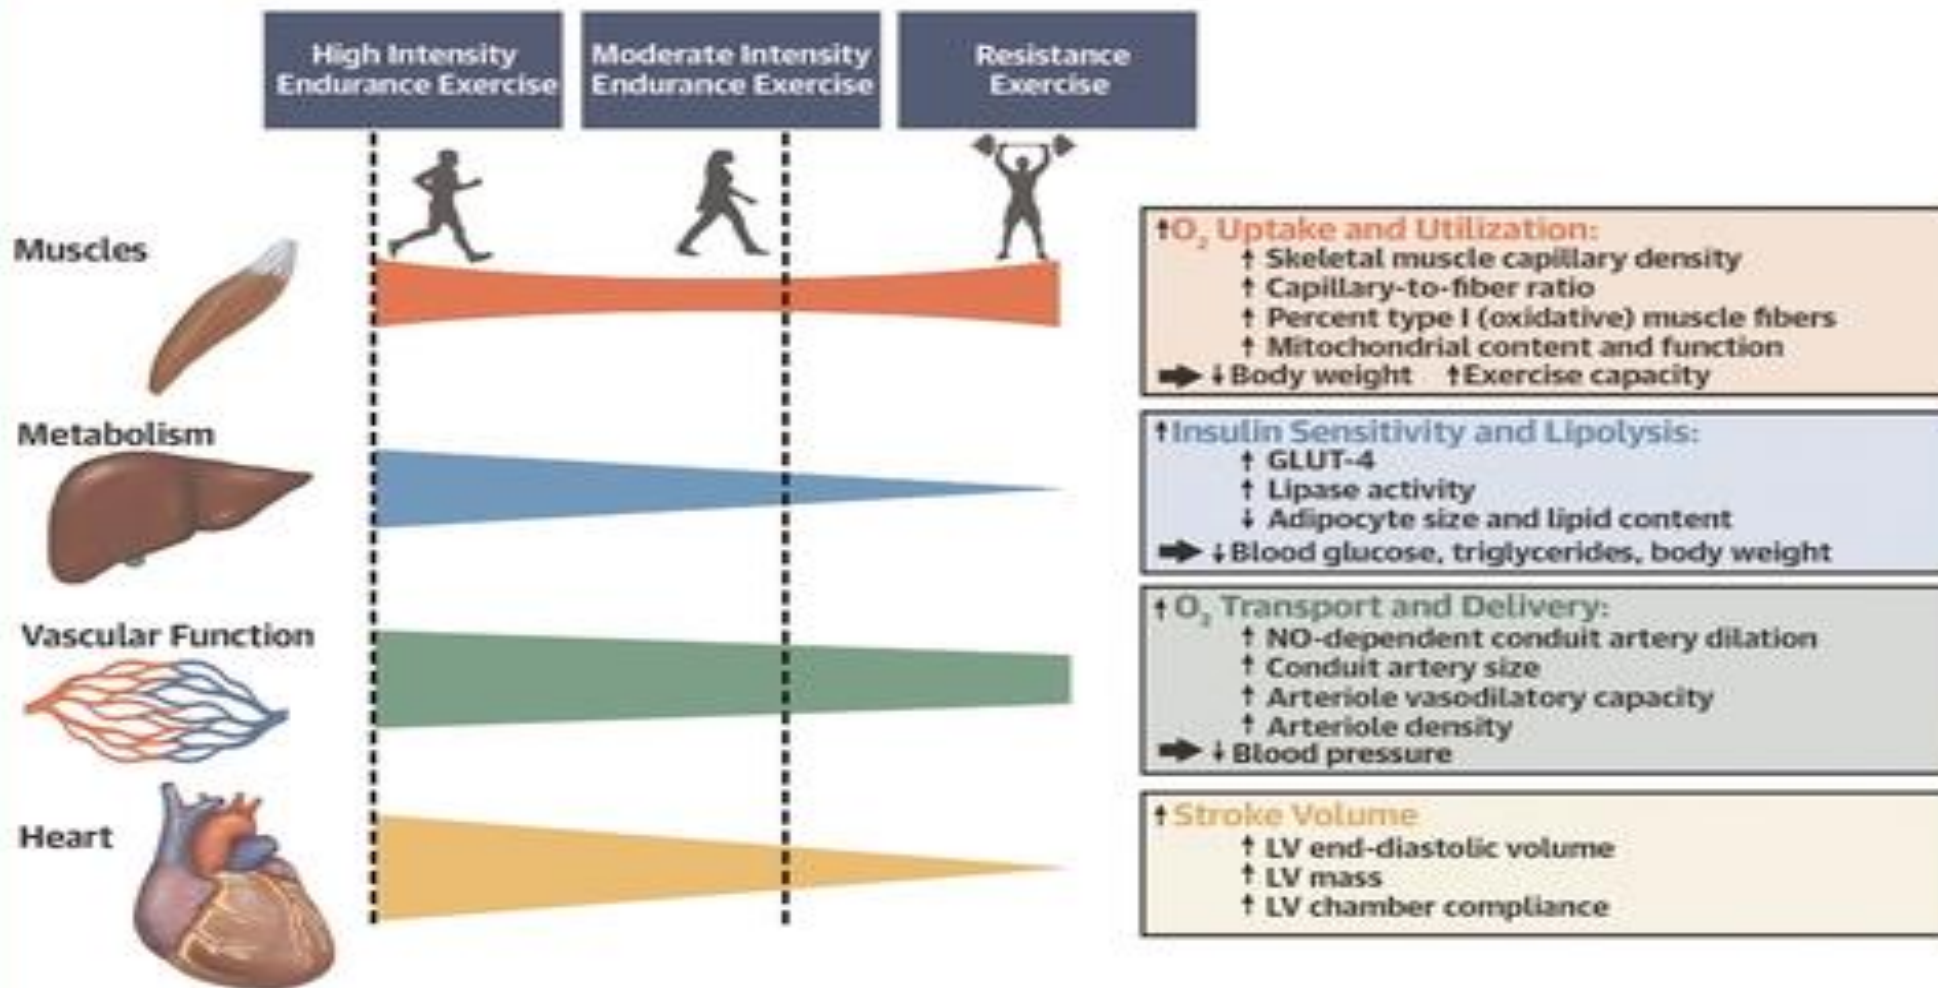 High Intensity
Endurance Exercise
Moderate Intensity
Endurance Exercise
Resistance
Exercise
Muscles
↑O₂ Uptake and Utilization:
↑ Skeletal muscle capillary density
↑ Capillary-to-fiber ratio
↑ Percent type I (oxidative) muscle fibers
↑ Mitochondrial content and function
➡ ↓Body weight ↑Exercise capacity
Metabolism
↑Insulin Sensitivity and Lipolysis:
↑ GLUT-4
↑ Lipase activity
↓ Adipocyte size and lipid content
➡ ↓Blood glucose, triglycerides, body weight
Vascular Function
↑O₂ Transport and Delivery:
↑ NO-dependent conduit artery dilation
↑ Conduit artery size
↑ Arteriole vasodilatory capacity
↑ Arteriole density
➡ ↓Blood pressure
Heart
↑Stroke Volume
↑ LV end-diastolic volume
↑ LV mass
↑ LV chamber compliance